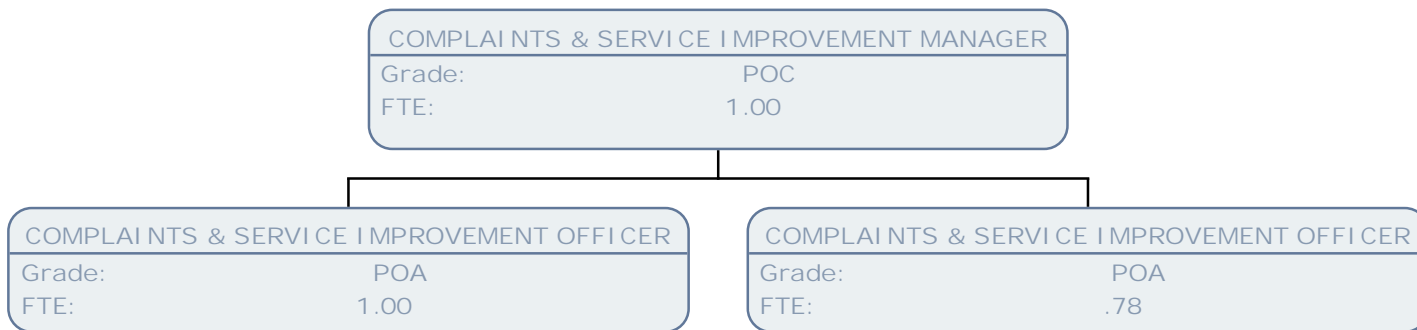 COMPLAINTS & SERVICE IMPROVEMENT MANAGER
Grade: POC
FTE: 1.00
COMPLAINTS & SERVICE IMPROVEMENT OFFICER
Grade: POA
FTE: 1.00
COMPLAINTS & SERVICE IMPROVEMENT OFFICER
Grade: POA
FTE: .78